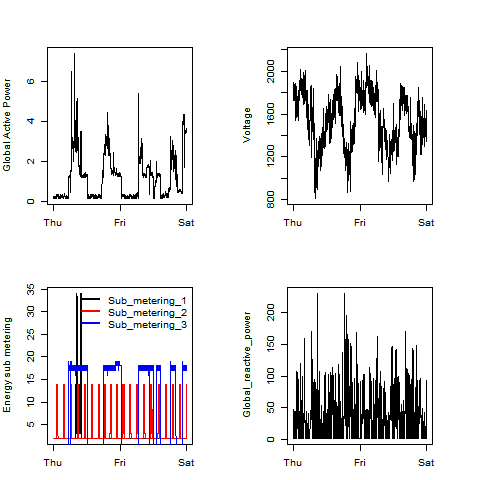 Global Active Power
6
4
2
0
Thu
Fri
Sat
Voltage
2000
1600
1200
800
Thu
Fri
Sat
Energy sub metering
35
30
25
20
15
10
5
Sub_metering_1
Sub_metering_2
Sub_metering_3
Thu
Fri
Sat
Global_reactive_power
200
150
100
50
0
Thu
Fri
Sat